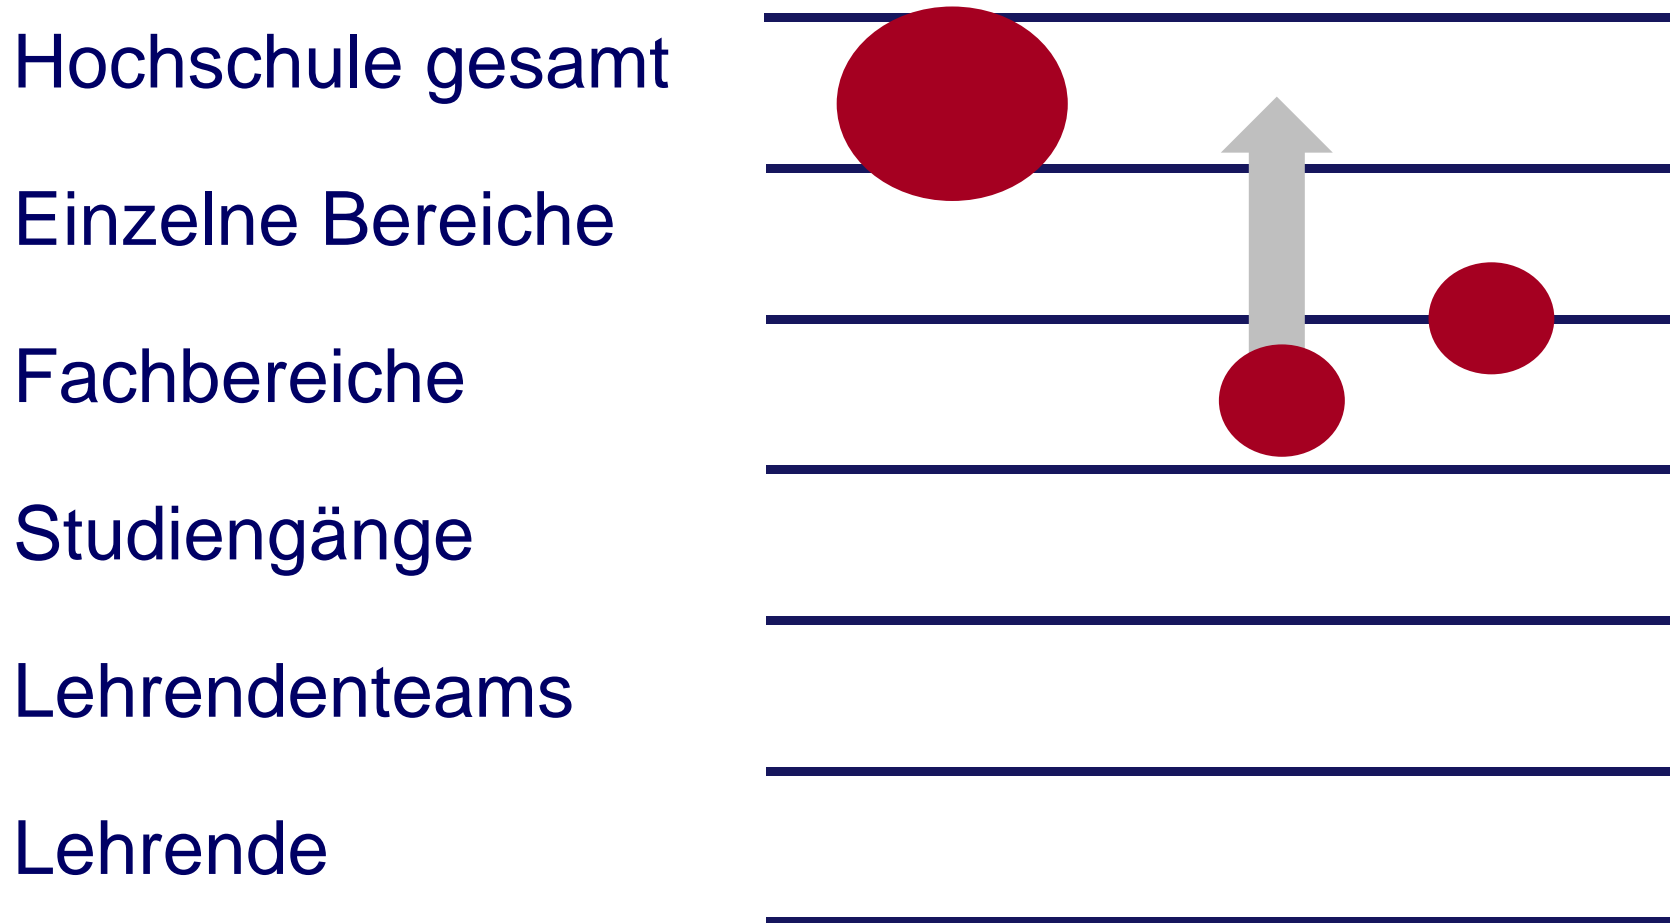 Hochschule gesamt
Einzelne Bereiche
Fachbereiche
Studiengänge
Lehrendenteams
Lehrende